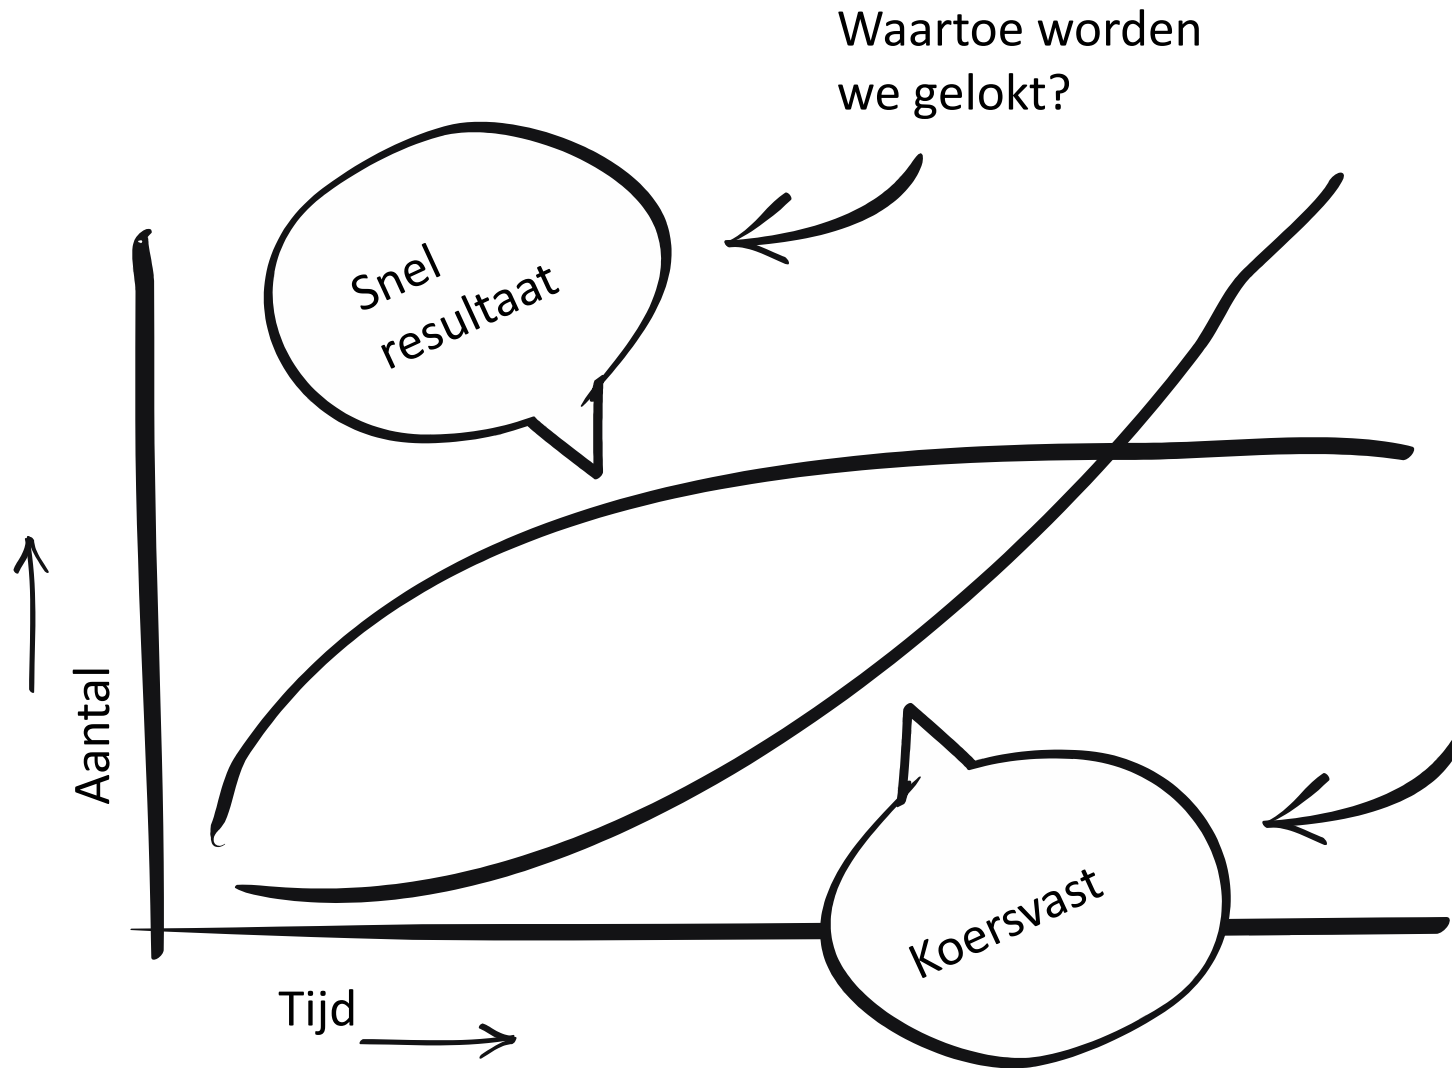 Waartoe worden
we gelokt?
Snel
resultaat
Aantal
Koersvast
Tijd